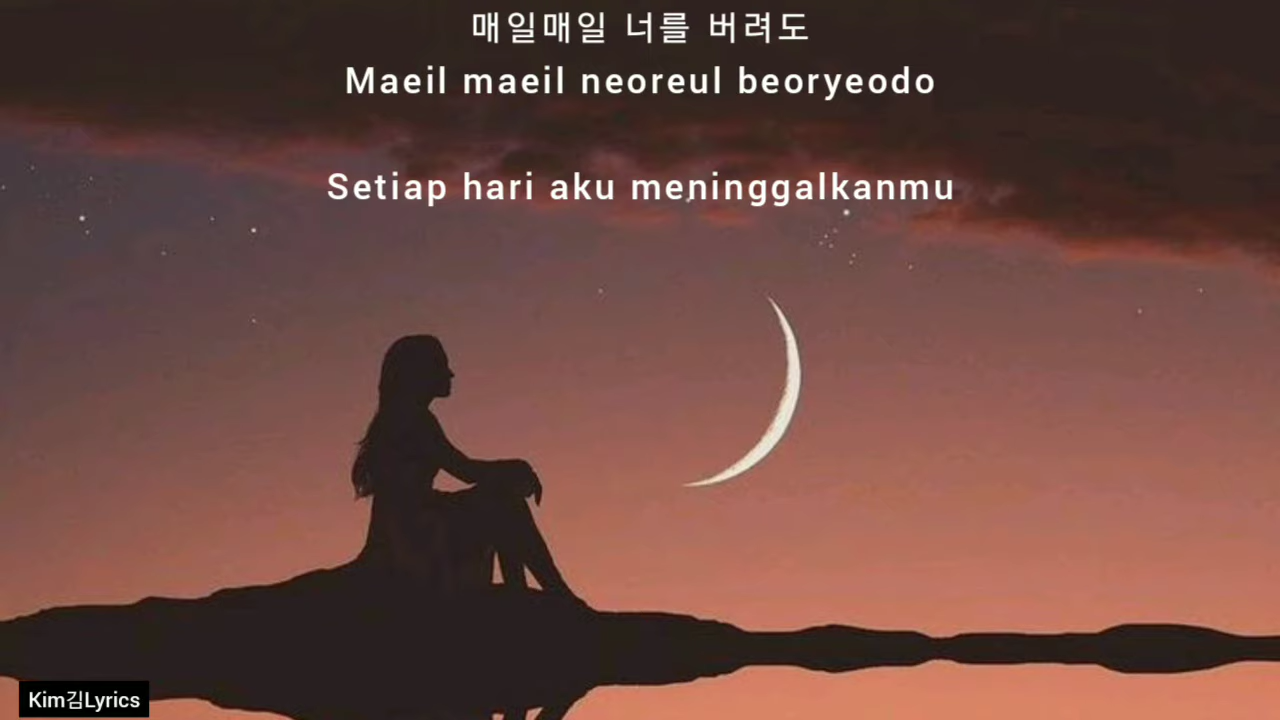 매일매일 너를 버려도
Maeil maeil neoreul beoryeodo
Setiap hari aku meninggalkanmu
Kim김Lyrics